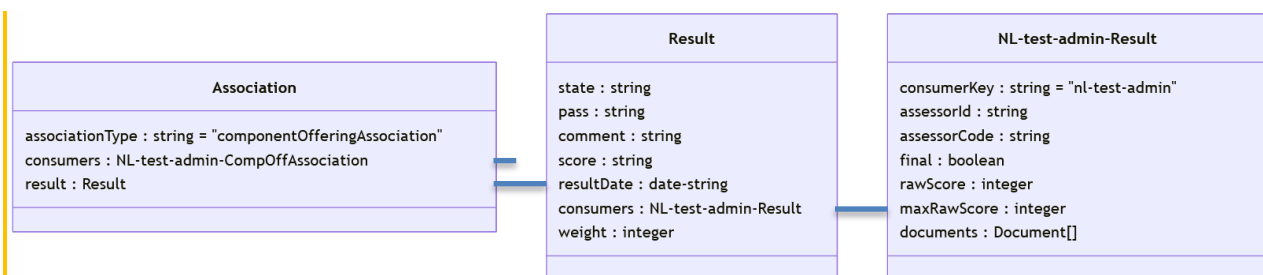 Association
associationType : string = "componentOfferingAssociation"
consumers : NL-test-admin-CompOffAssociation
result : Result
Result
state : string
pass : string
comment : string
score : string
resultDate : date-string
consumers : NL-test-admin-Result
weight : integer
NL-test-admin-Result
consumerKey : string = "nl-test-admin"
assessorId : string
assessorCode : string
final : boolean
rawScore : integer
maxRawScore : integer
documents : Document[]